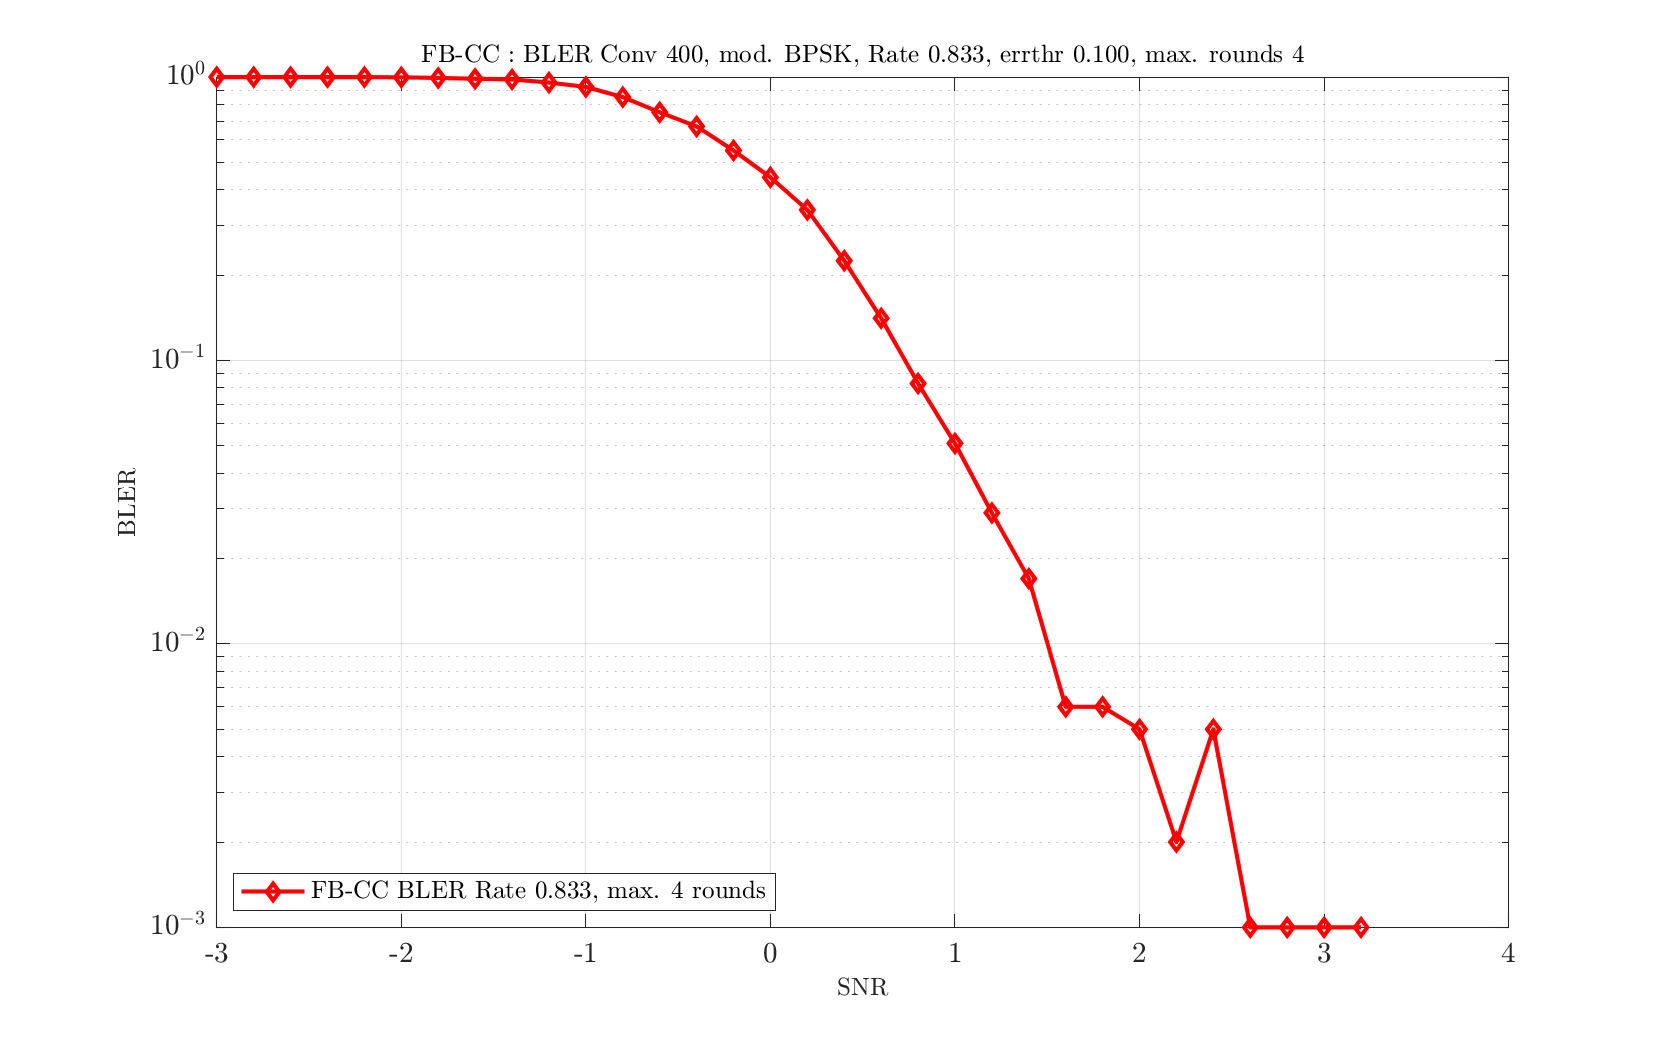 FB-CC : BLER Conv 400, mod. BPSK, Rate 0.833, errthr 0.100, max. rounds 4
10^0
10^-1
10^-2
10^-3
BLER
FB-CC BLER Rate 0.833, max. 4 rounds
-3 -2 -1 0 1 2 3 4
SNR